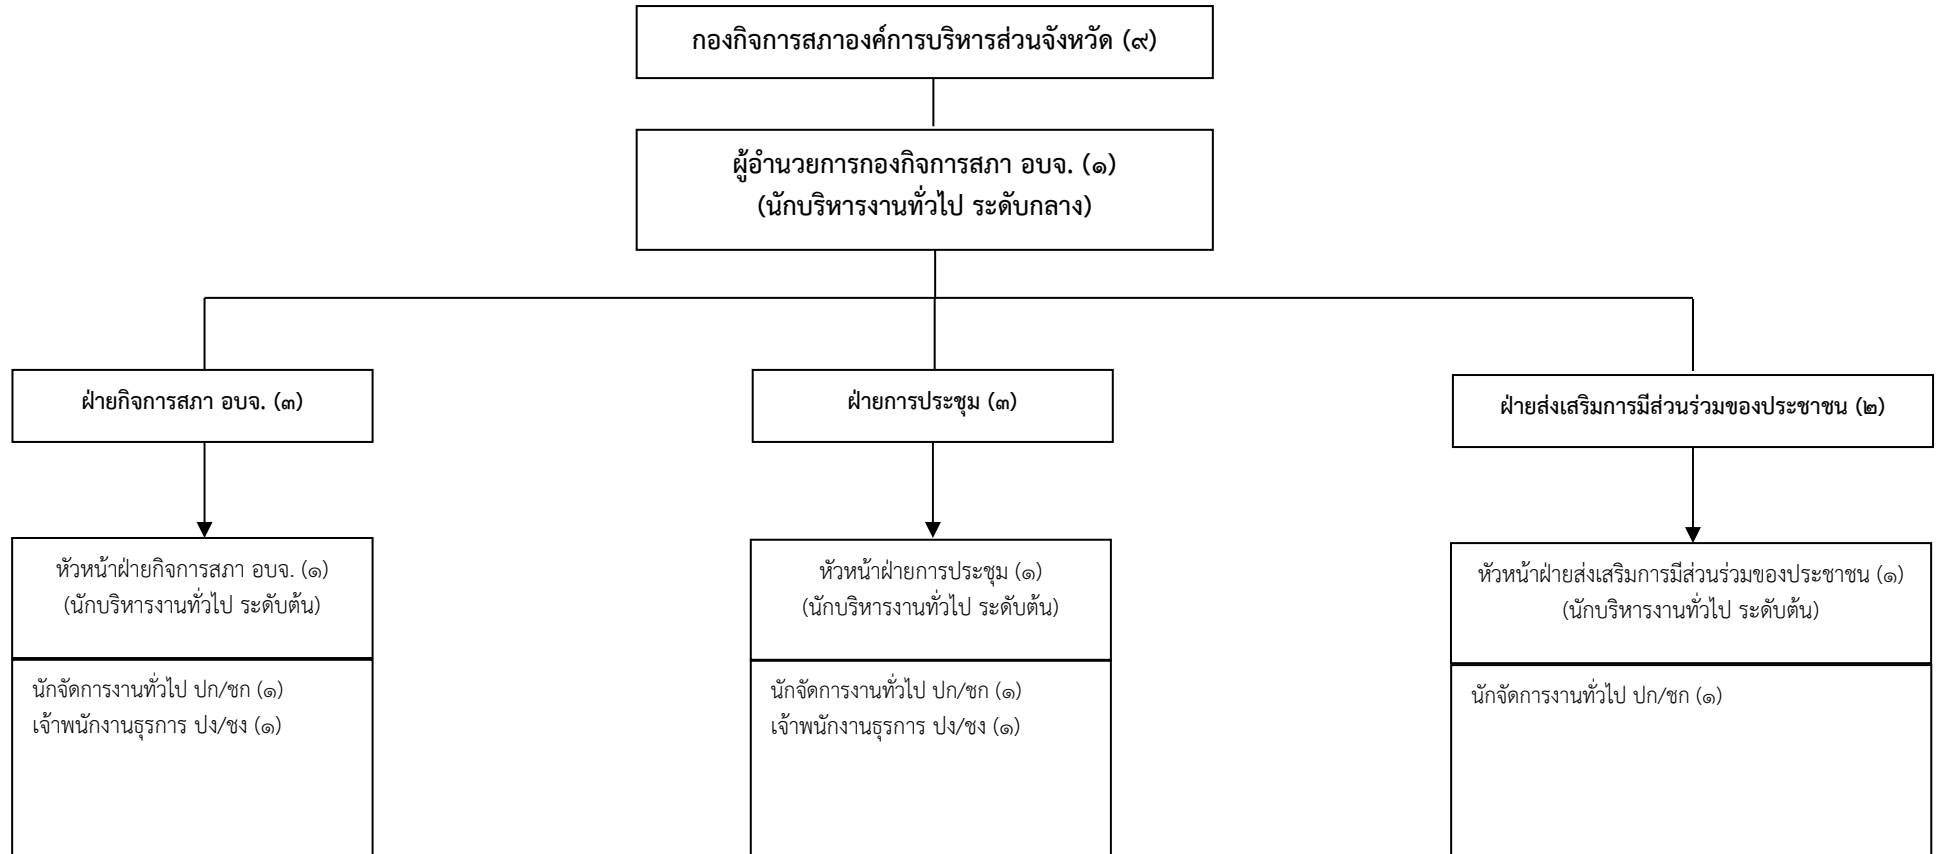 กองกิจการสภาองค์การบริหารส่วนจังหวัด (๙)
ผู้อำนวยการกองกิจการสภา อบจ. (๑)
(นักบริหารงานทั่วไป ระดับกลาง)
ฝ่ายกิจการสภา อบจ. (๓)
ฝ่ายการประชุม (๓)
ฝ่ายส่งเสริมการมีส่วนร่วมของประชาชน (๒)
หัวหน้าฝ่ายกิจการสภา อบจ. (๑)
(นักบริหารงานทั่วไป ระดับต้น)
นักจัดการงานทั่วไป ปก/ชก (๑)
เจ้าพนักงานธุรการ ปง/ชง (๑)
หัวหน้าฝ่ายการประชุม (๑)
(นักบริหารงานทั่วไป ระดับต้น)
นักจัดการงานทั่วไป ปก/ชก (๑)
เจ้าพนักงานธุรการ ปง/ชง (๑)
หัวหน้าฝ่ายส่งเสริมการมีส่วนร่วมของประชาชน (๑)
(นักบริหารงานทั่วไป ระดับต้น)
นักจัดการงานทั่วไป ปก/ชก (๑)